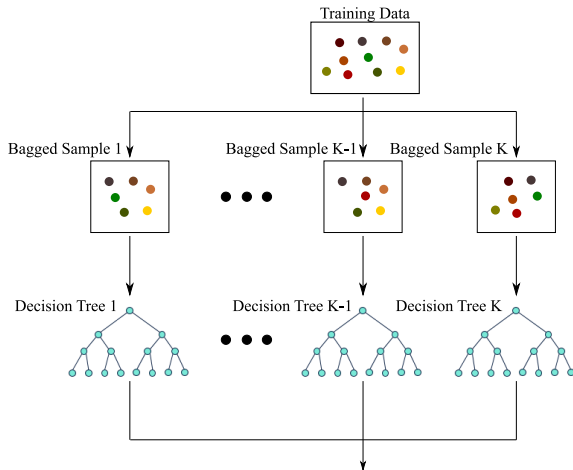 Training Data
Bagged Sample 1
Bagged Sample K-1
Bagged Sample K
Decision Tree 1
Decision Tree K-1
Decision Tree K